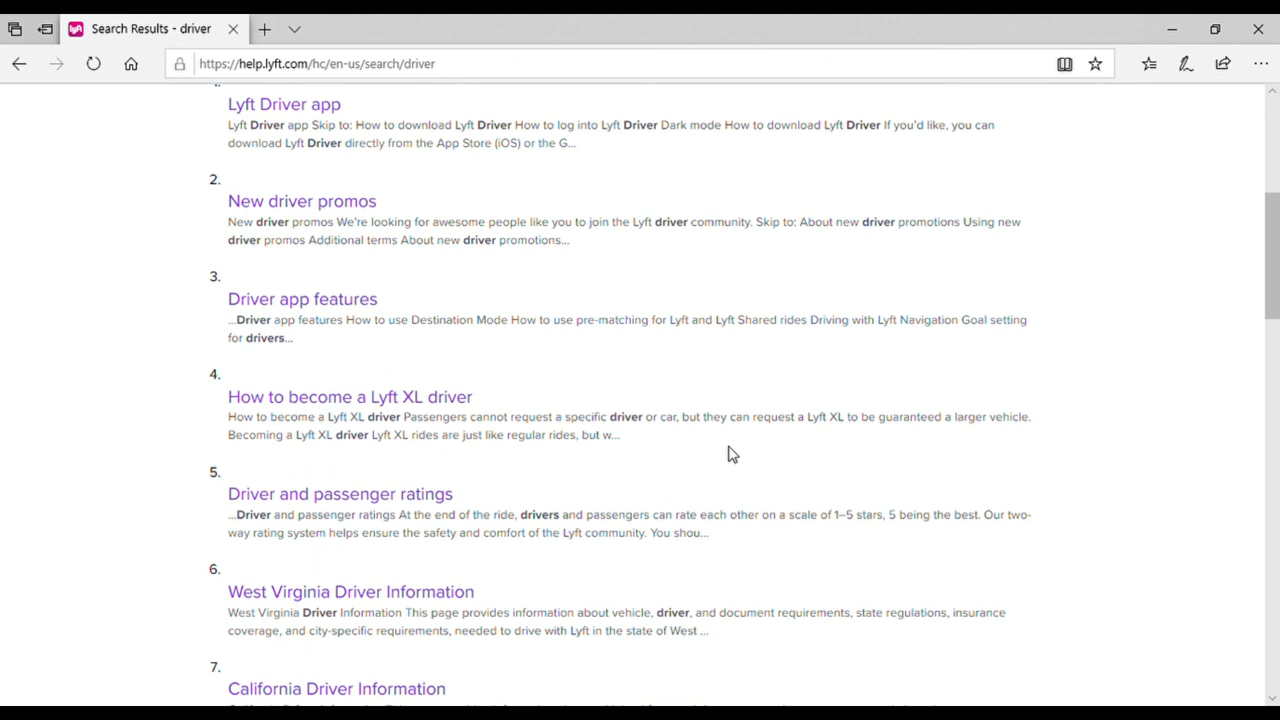 Search Results - driver
https://help.lyft.com/hc/en-us/search/driver
Lyft Driver app
Lyft Driver app Skip to: How to download Lyft Driver How to log into Lyft Driver Dark mode How to download Lyft Driver If you'd like, you can
download Lyft Driver directly from the App Store (iOS) or the G...
2.
New driver promos
New driver promos We're looking for awesome people like you to join the Lyft driver community. Skip to: About new driver promotions Using new
driver promos Additional terms About new driver promotions...
3.
Driver app features
...Driver app features How to use Destination Mode How to use pre-matching for Lyft and Lyft Shared rides Driving with Lyft Navigation Goal setting
for drivers...
4.
How to become a Lyft XL driver
How to become a Lyft XL driver Passengers cannot request a specific driver or car, but they can request a Lyft XL to be guaranteed a larger vehicle.
Becoming a Lyft XL driver Lyft XL rides are just like regular rides, but w...
5.
Driver and passenger ratings
...Driver and passenger ratings At the end of the ride, drivers and passengers can rate each other on a scale of 1–5 stars, 5 being the best. Our two-
way rating system helps ensure the safety and comfort of the Lyft community. You shou...
6.
West Virginia Driver Information
West Virginia Driver Information This page provides information about vehicle, driver, and document requirements, state regulations, insurance
coverage, and city-specific requirements, needed to drive with Lyft in the state of West ...
7.
California Driver Information